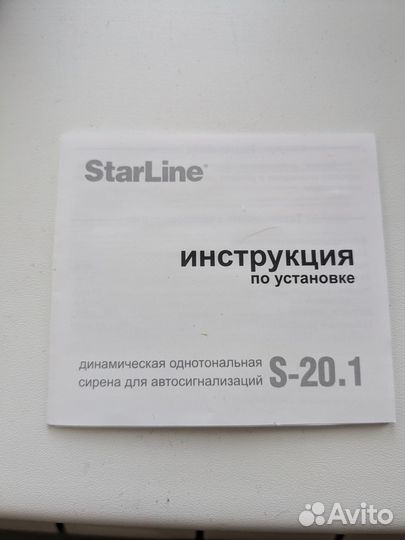 StarLine®
инструкция
по установке
динамическая однотональная
сирена для автосигнализаций
S-20.1
Avito